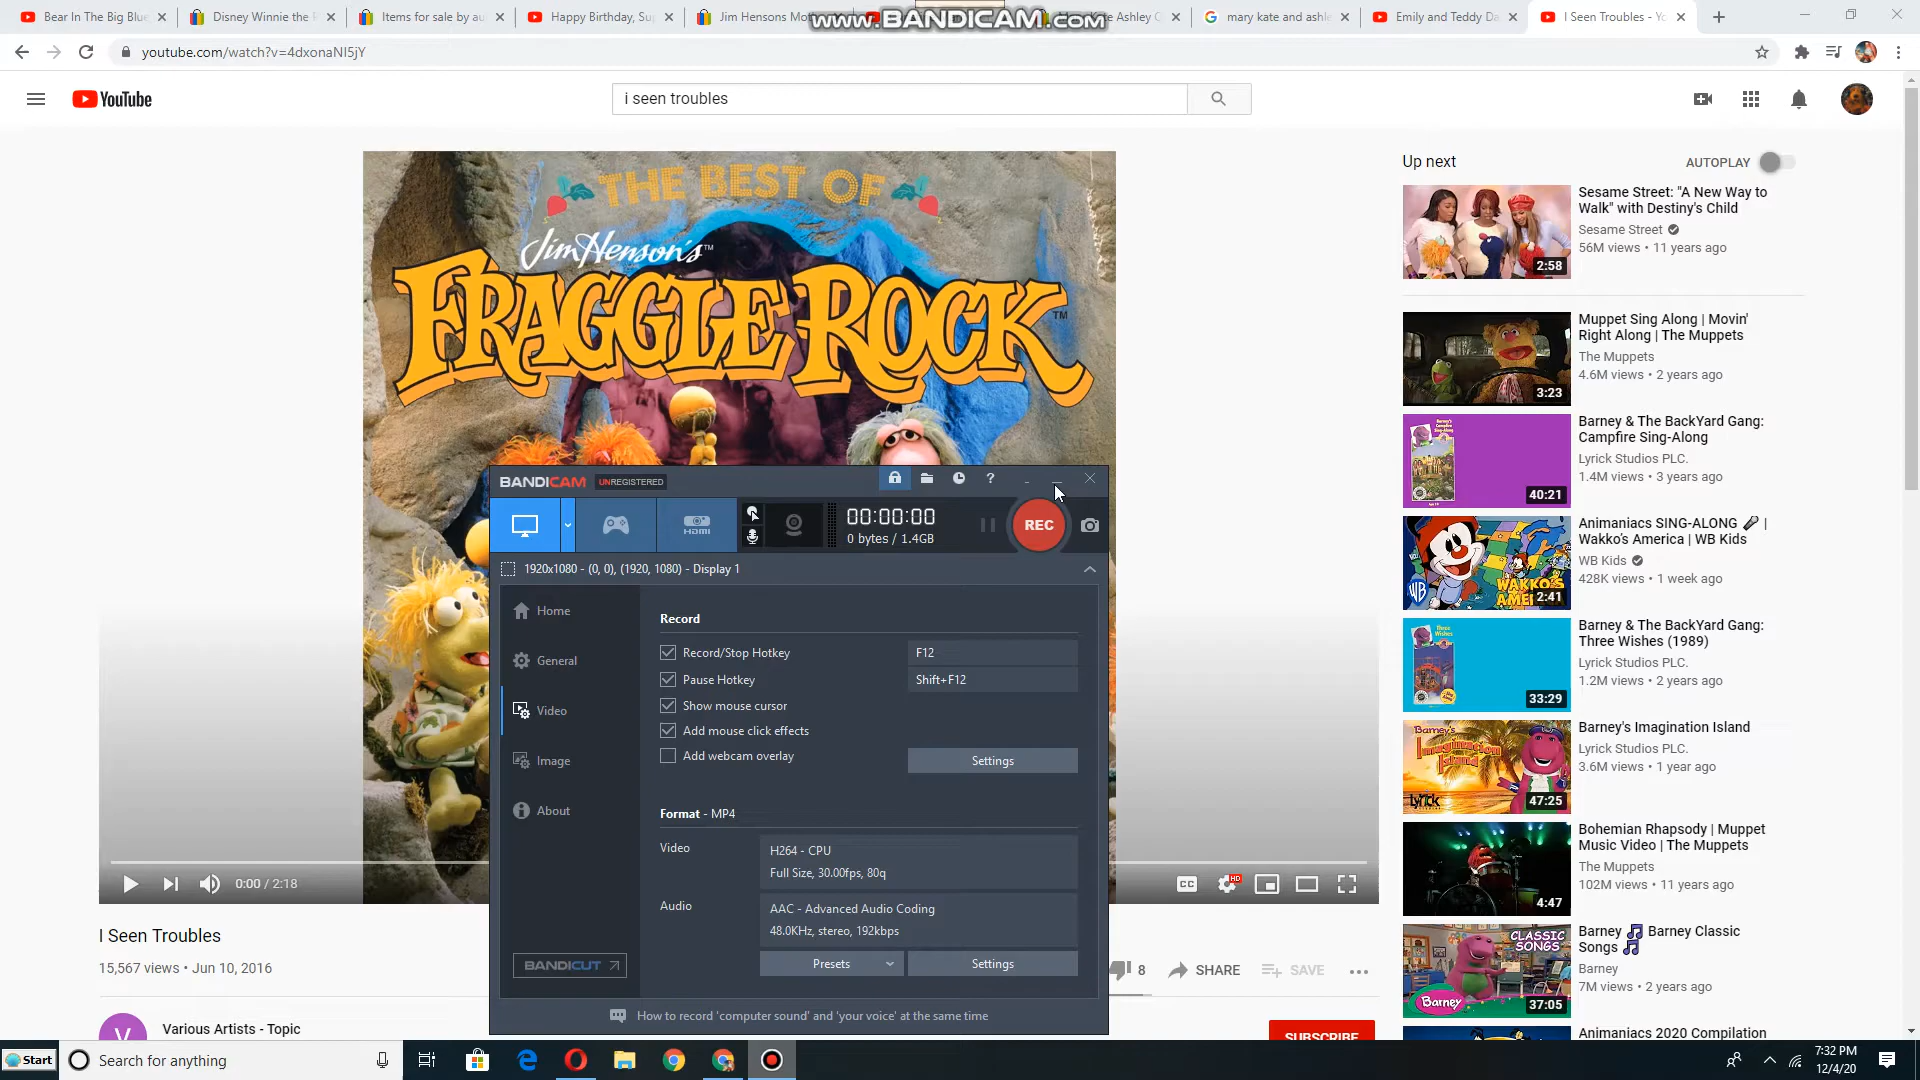 Bear In The Big Blu
Disney Winnie the
Items for sale by au
Happy Birthday, Su
Jim Hensons Mo
WWW.BANDICAM.COM
Kate Ashley
mary kate and ashle
Emily and Teddy Da
I Seen Troubles - Yo
youtube.com/watch?v=4dxonaNI5jY
YouTube
i seen troubles
THE BEST OF
Jim Henson's™
FRAGGLE ROCK™
Up next
AUTOPLAY
Sesame Street: "A New Way to
Walk" with Destiny's Child
Sesame Street
56M views • 11 years ago
2:58
Muppet Sing Along | Movin'
Right Along | The Muppets
The Muppets
4.6M views • 2 years ago
3:23
Barney & The BackYard Gang:
Campfire Sing-Along
Lyrick Studios PLC.
1.4M views • 3 years ago
40:21
Animaniacs SING-ALONG 🎤 |
Wakko's America | WB Kids
WB Kids
428K views • 1 week ago
2:41
Barney & The BackYard Gang:
Three Wishes (1989)
Lyrick Studios PLC.
1.2M views • 2 years ago
33:29
Barney's Imagination Island
Lyrick Studios PLC.
3.6M views • 1 year ago
47:25
Bohemian Rhapsody | Muppet
Music Video | The Muppets
The Muppets
102M views • 11 years ago
4:47
Barney 🎵 Barney Classic
Songs 🎵
Barney
7M views • 2 years ago
37:05
Animaniacs 2020 Compilation
BANDICAM UNREGISTERED
00:00:00
0 bytes / 1.4GB
REC
HDMI
1920x1080 - (0, 0), (1920, 1080) - Display 1
Home
General
Video
Image
About
BANDICUT
Record
Record/Stop Hotkey
F12
Pause Hotkey
Shift+F12
Show mouse cursor
Add mouse click effects
Add webcam overlay
Settings
Format - MP4
Video
H264 - CPU
Full Size, 30.00fps, 80q
Audio
AAC - Advanced Audio Coding
48.0KHz, stereo, 192kbps
Presets
Settings
How to record 'computer sound' and 'your voice' at the same time
0:00 / 2:18
CC
HD
I Seen Troubles
15,567 views • Jun 10, 2016
8
SHARE
SAVE
V
Various Artists - Topic
SUBSCRIBE
Start
Search for anything
7:32 PM
12/4/20